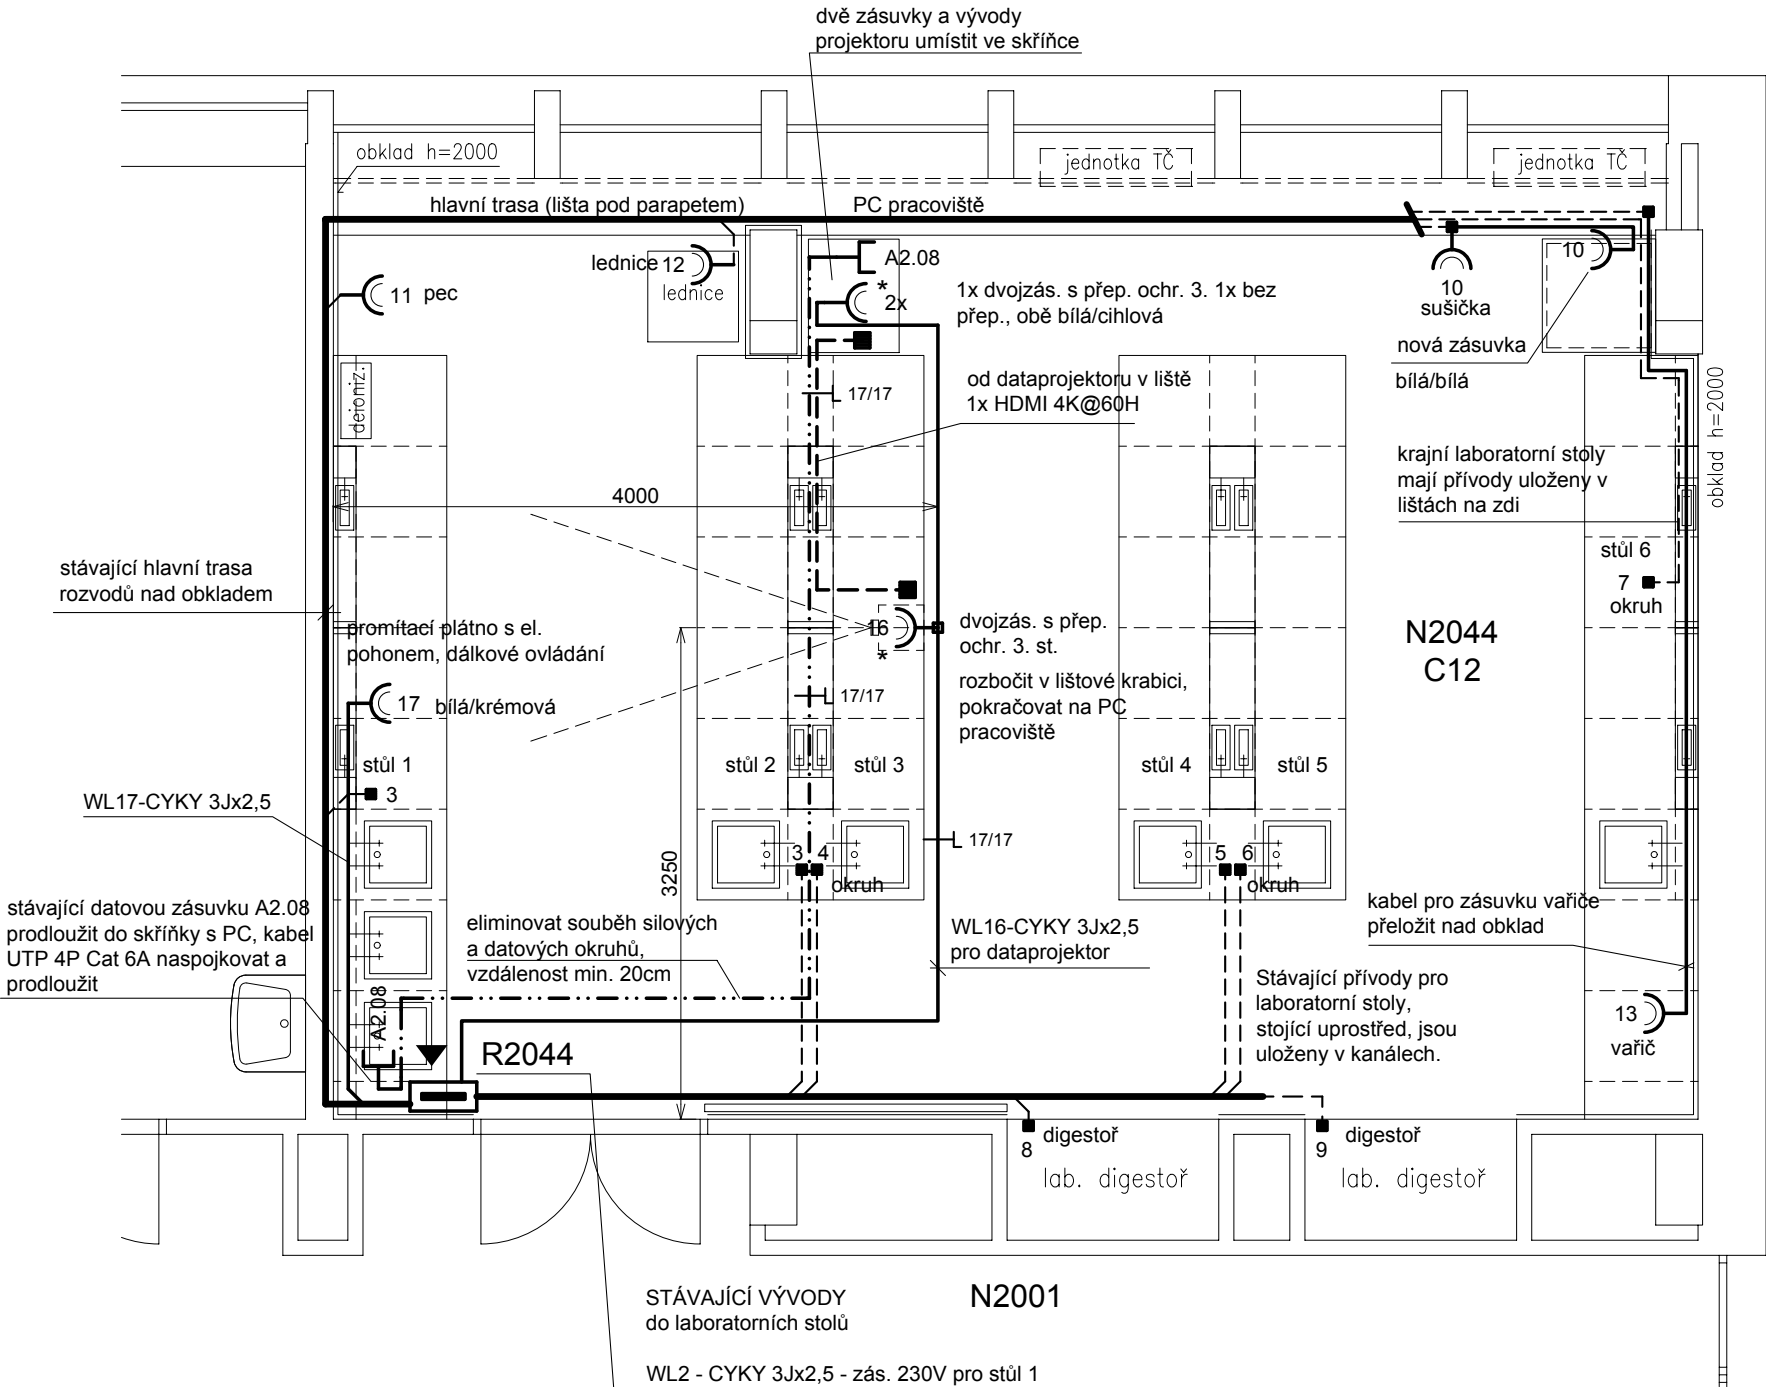 dvě zásuvky a vývody
projektoru umístit ve skříňce
obklad h=2000
jednotka TČ
jednotka TČ
hlavní trasa (lišta pod parapetem)
PC pracoviště
lednice 12
lednice
A2.08
*
2x
11 pec
1x dvojzás. s přep. ochr. 3. 1x bez
přep., obě bílá/cihlová
10
sušička
10
nová zásuvka
bílá/bílá
deioniz.
17/17
od dataprojektoru v liště
1x HDMI 4K@60H
obklad h=2000
krajní laboratorní stoly
mají přívody uloženy v
lištách na zdi
4000
stávající hlavní trasa
rozvodů nad obkladem
stůl 6
7
okruh
promítací plátno s el.
pohonem, dálkové ovládání
16
*
dvojzás. s přep.
ochr. 3. st.
N2044
C12
17 bílá/krémová
17/17
rozbočit v lištové krabici,
pokračovat na PC
pracoviště
stůl 1
stůl 2
stůl 3
stůl 4
stůl 5
WL17-CYKY 3Jx2,5
3
17/17
3 4
okruh
5 6
okruh
3250
stávající datovou zásuvku A2.08
prodloužit do skříňky s PC, kabel
UTP 4P Cat 6A naspojkovat a
prodloužit
eliminovat souběh silových
a datových okruhů,
vzdálenost min. 20cm
WL16-CYKY 3Jx2,5
pro dataprojektor
kabel pro zásuvku vařiče
přeložit nad obklad
Stávající přívody pro
laboratorní stoly,
stojící uprostřed, jsou
uloženy v kanálech.
A2.08
R2044
13
vařič
8
digestoř
9
digestoř
lab. digestoř
lab. digestoř
STÁVAJÍCÍ VÝVODY
do laboratorních stolů
N2001
WL2 - CYKY 3Jx2,5 - zás. 230V pro stůl 1